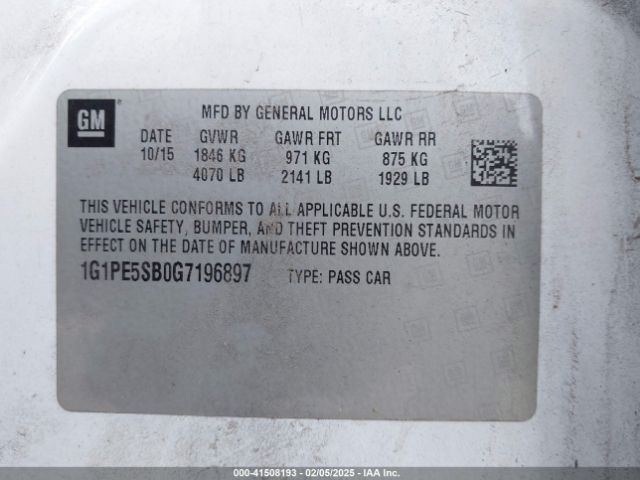 GM
MFD BY GENERAL MOTORS LLC
DATE GVWR GAWR FRT GAWR RR
10/15 1846 KG 971 KG 875 KG
4070 LB 2141 LB 1929 LB
THIS VEHICLE CONFORMS TO ALL APPLICABLE U.S. FEDERAL MOTOR
VEHICLE SAFETY, BUMPER, AND THEFT PREVENTION STANDARDS IN
EFFECT ON THE DATE OF MANUFACTURE SHOWN ABOVE.
1G1PE5SB0G7196897 TYPE: PASS CAR
000-41508193 - 02/05/2025 - IAA Inc.